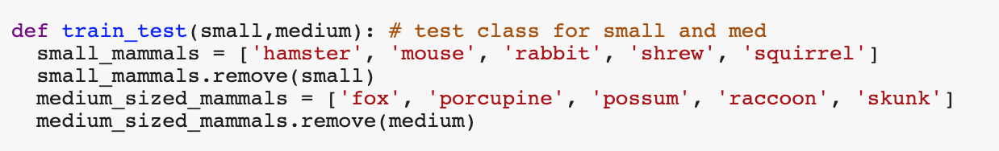 def train_test(small,medium): # test class for small and med
  small_mammals = ['hamster', 'mouse', 'rabbit', 'shrew', 'squirrel']
  small_mammals.remove(small)
  medium_sized_mammals = ['fox', 'porcupine', 'possum', 'raccoon', 'skunk']
  medium_sized_mammals.remove(medium)